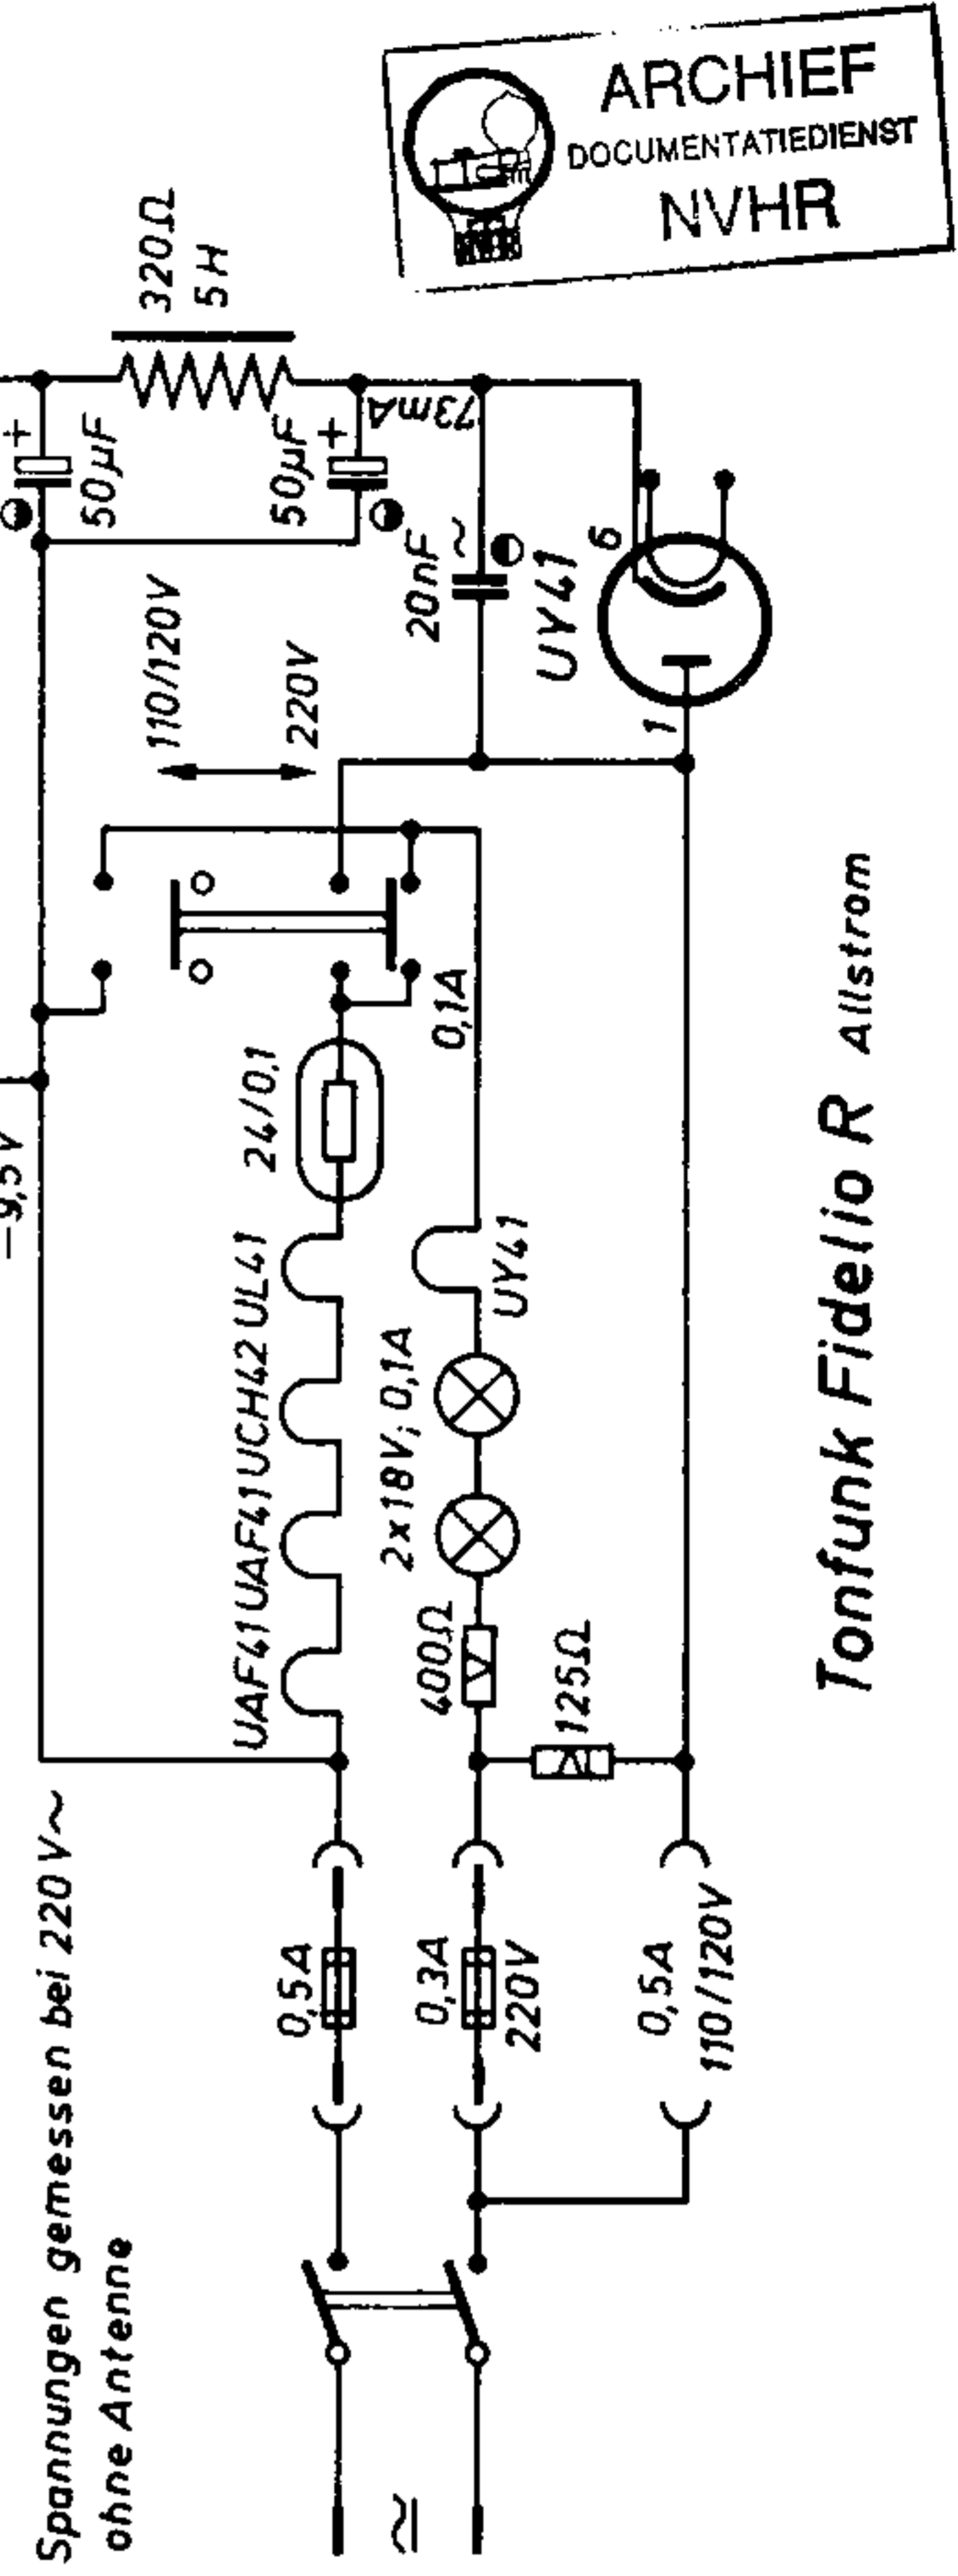 ARCHIEF
DOCUMENTATIEDIENST
NVHR
320Ω
5H
+
50µF
+
50µF
73mA
20nF
~
UY41
6
1
110/120V
220V
−9,5V
24/0,1
0,1A
UAF41 UAF41 UCH42 UL41
2x18V; 0,1A
UY41
400Ω
125Ω
Spannungen gemessen bei 220V~
ohne Antenne
0,5A
0,3A
220V
0,5A
110/120V
≂
Tonfunk Fidelio R Allstrom